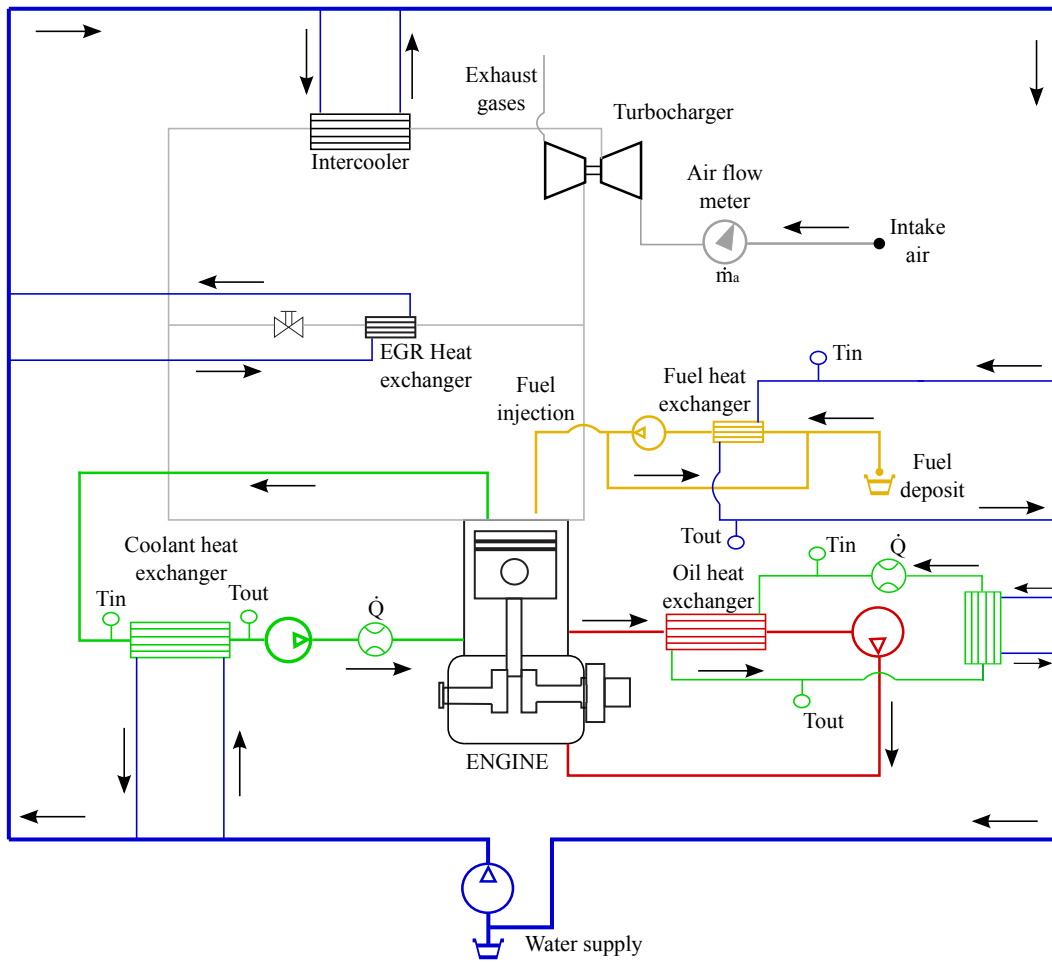 Exhaust
gases
Turbocharger
Intercooler
Air flow
meter
ṁa
Intake
air
EGR Heat
exchanger
Tin
Fuel
injection
Fuel heat
exchanger
Fuel
deposit
Tout
Coolant heat
exchanger
Tin
Tout
Q̇
Oil heat
exchanger
Tin
Q̇
Tout
ENGINE
Water supply